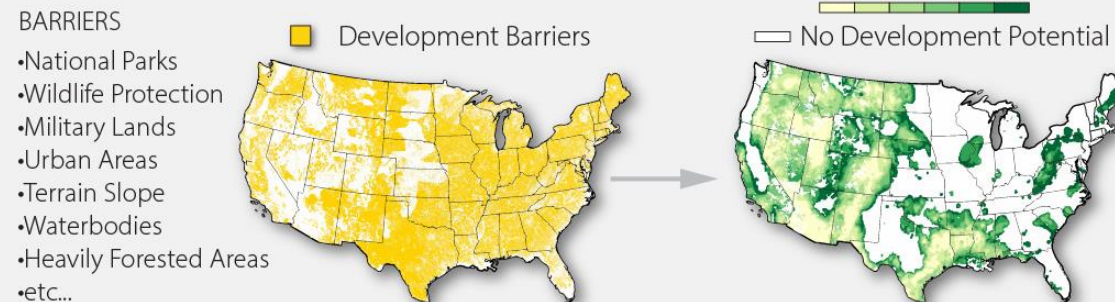 BARRIERS
•National Parks
•Wildlife Protection
•Military Lands
•Urban Areas
•Terrain Slope
•Waterbodies
•Heavily Forested Areas
•etc...
Development Barriers
No Development Potential